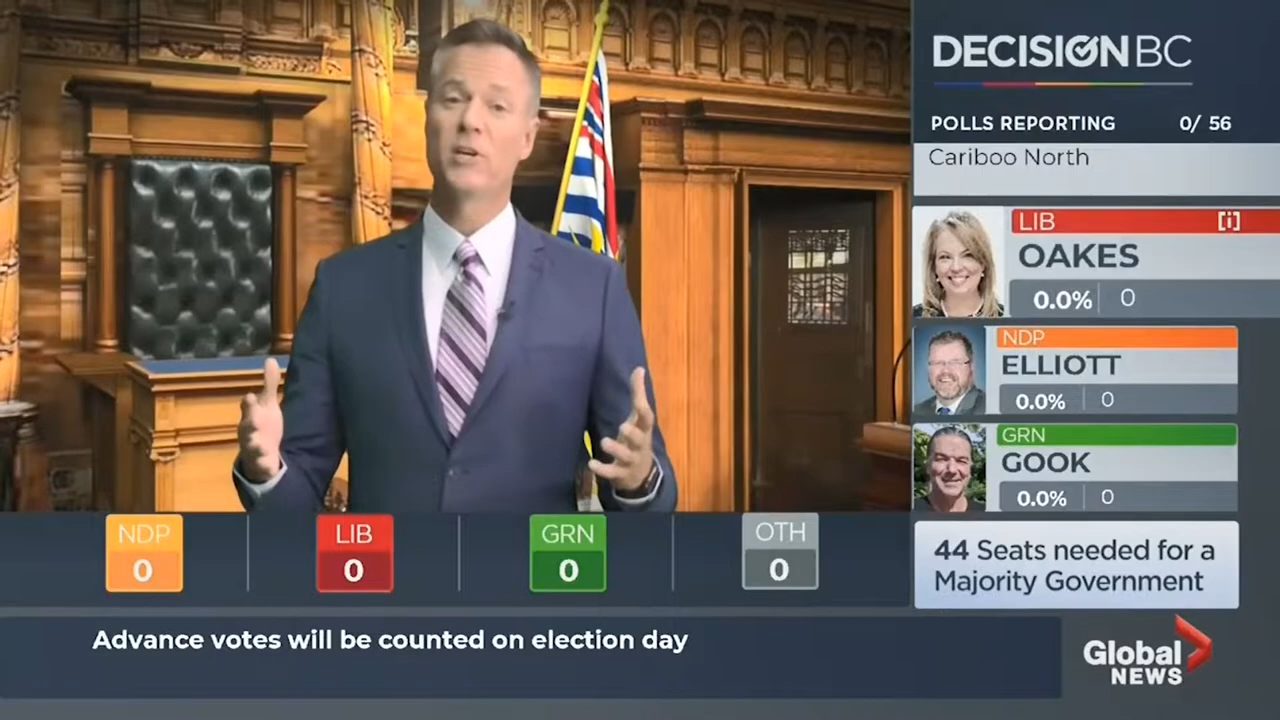 DECISION BC
POLLS REPORTING 0/ 56
Cariboo North
LIB [i]
OAKES
0.0% 0
NDP
ELLIOTT
0.0% 0
GRN
GOOK
0.0% 0
44 Seats needed for a
Majority Government
NDP
0
LIB
0
GRN
0
OTH
0
Advance votes will be counted on election day
Global
NEWS